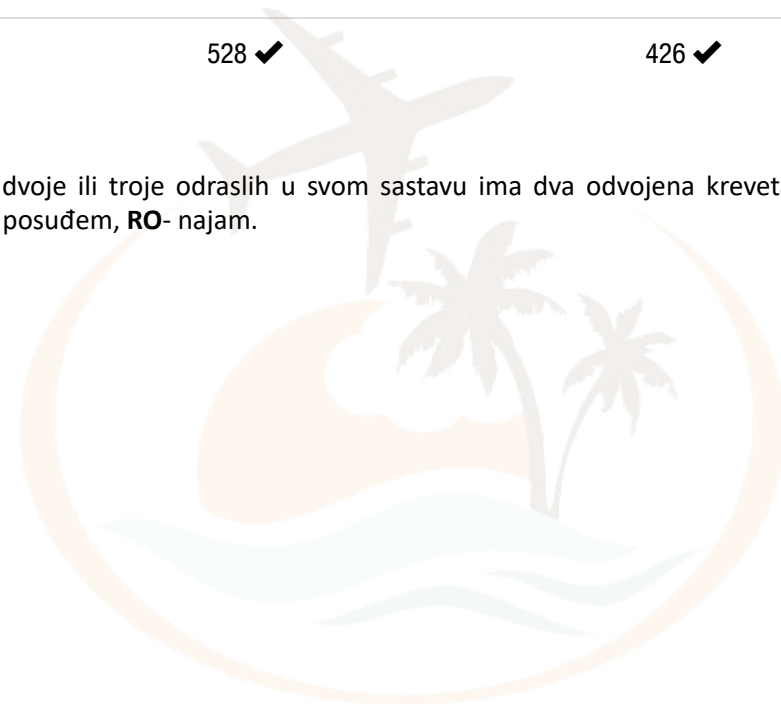 528 ✔ 426 ✔
dvoje ili troje odraslih u svom sastavu ima dva odvojena krevet
posuđem, RO- najam.